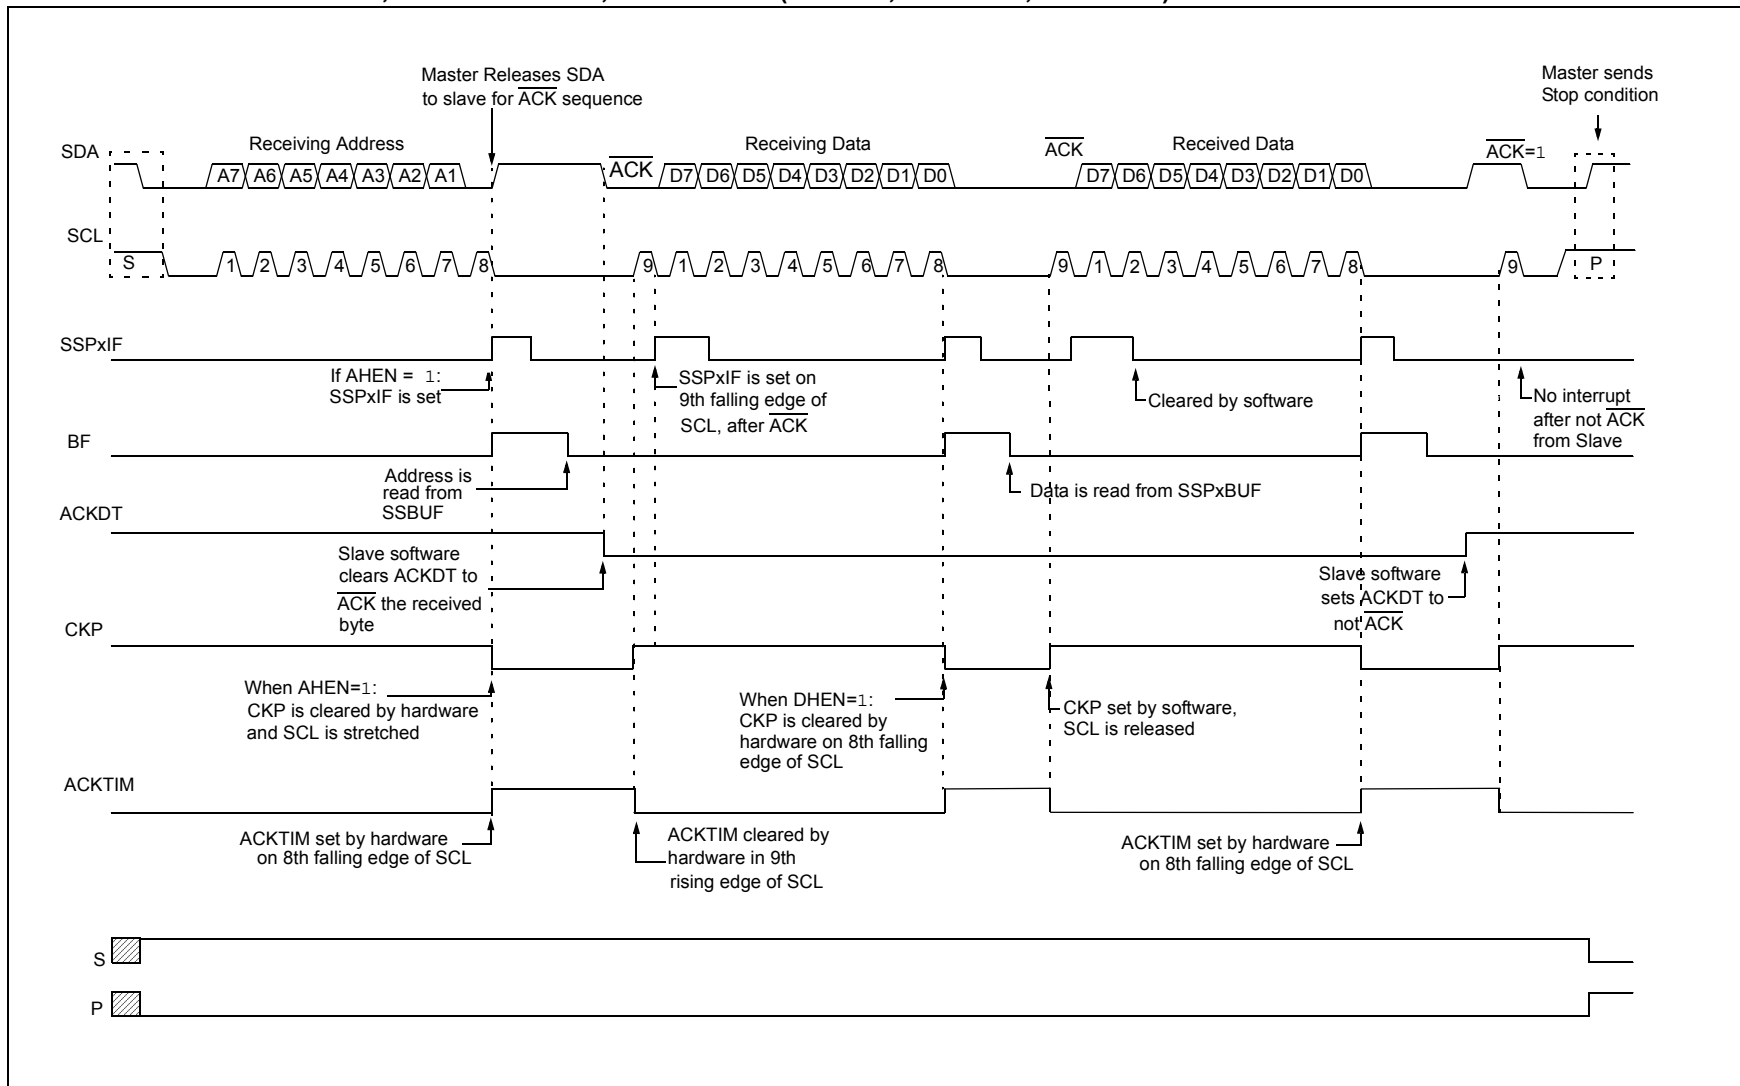 Master Releases SDA
to slave for ACK sequence
Master sends
Stop condition
SDA
Receiving Address
A7 A6 A5 A4 A3 A2 A1
ACK
Receiving Data
D7 D6 D5 D4 D3 D2 D1 D0
ACK
Received Data
D7 D6 D5 D4 D3 D2 D1 D0
ACK=1
SCL
S
1 2 3 4 5 6 7 8
9 1 2 3 4 5 6 7 8
9 1 2 3 4 5 6 7 8
9
P
SSPxIF
If AHEN = 1:
SSPxIF is set
SSPxIF is set on
9th falling edge of
SCL, after ACK
Cleared by software
No interrupt
after not ACK
from Slave
BF
Address is
read from
SSBUF
Data is read from SSPxBUF
ACKDT
Slave software
clears ACKDT to
ACK the received
byte
Slave software
sets ACKDT to
not ACK
CKP
When AHEN=1:
CKP is cleared by hardware
and SCL is stretched
When DHEN=1:
CKP is cleared by
hardware on 8th falling
edge of SCL
CKP set by software,
SCL is released
ACKTIM
ACKTIM set by hardware
on 8th falling edge of SCL
ACKTIM cleared by
hardware in 9th
rising edge of SCL
ACKTIM set by hardware
on 8th falling edge of SCL
S
P